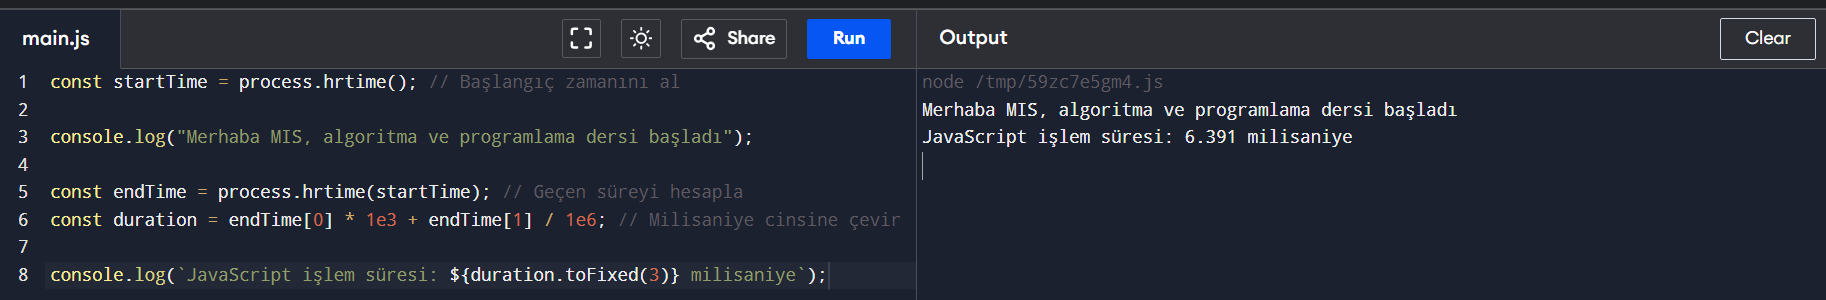 main.js
Share
Run
1 const startTime = process.hrtime(); // Başlangıç zamanını al
2
3 console.log("Merhaba MIS, algoritma ve programlama dersi başladı");
4
5 const endTime = process.hrtime(startTime); // Geçen süreyi hesapla
6 const duration = endTime[0] * 1e3 + endTime[1] / 1e6; // Milisaniye cinsine çevir
7
8 console.log(`JavaScript işlem süresi: ${duration.toFixed(3)} milisaniye`);
Output
Clear
node /tmp/59zc7e5gm4.js
Merhaba MIS, algoritma ve programlama dersi başladı
JavaScript işlem süresi: 6.391 milisaniye